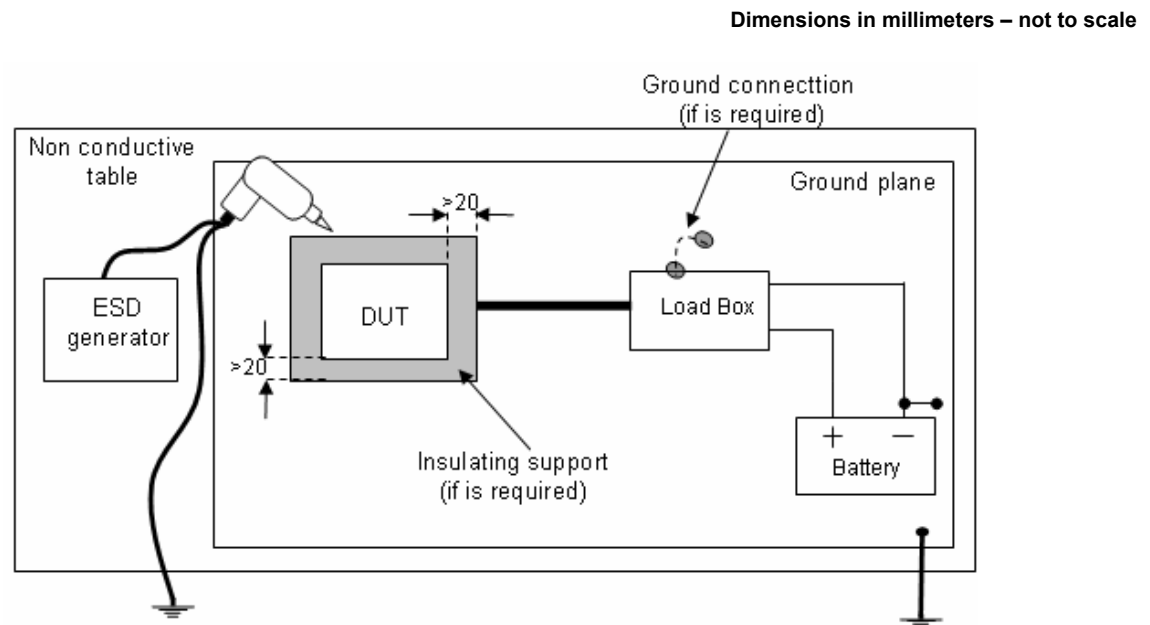 Dimensions in millimeters – not to scale
Ground connecttion
(if is required)
Non conductive
table
Ground plane
>20
ESD
generator
DUT
Load Box
>20
+ −
Battery
Insulating support
(if is required)